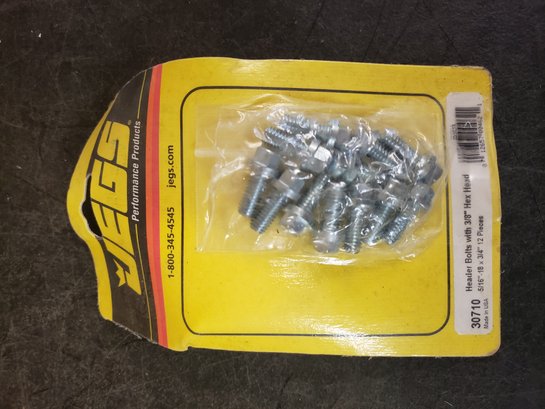 JEGS®
Performance Products
1-800-345-4545 jegs.com
30710 Header Bolts with 3/8" Hex Head
-5/16"-18 x 3/4" 12 Pieces
Made in USA